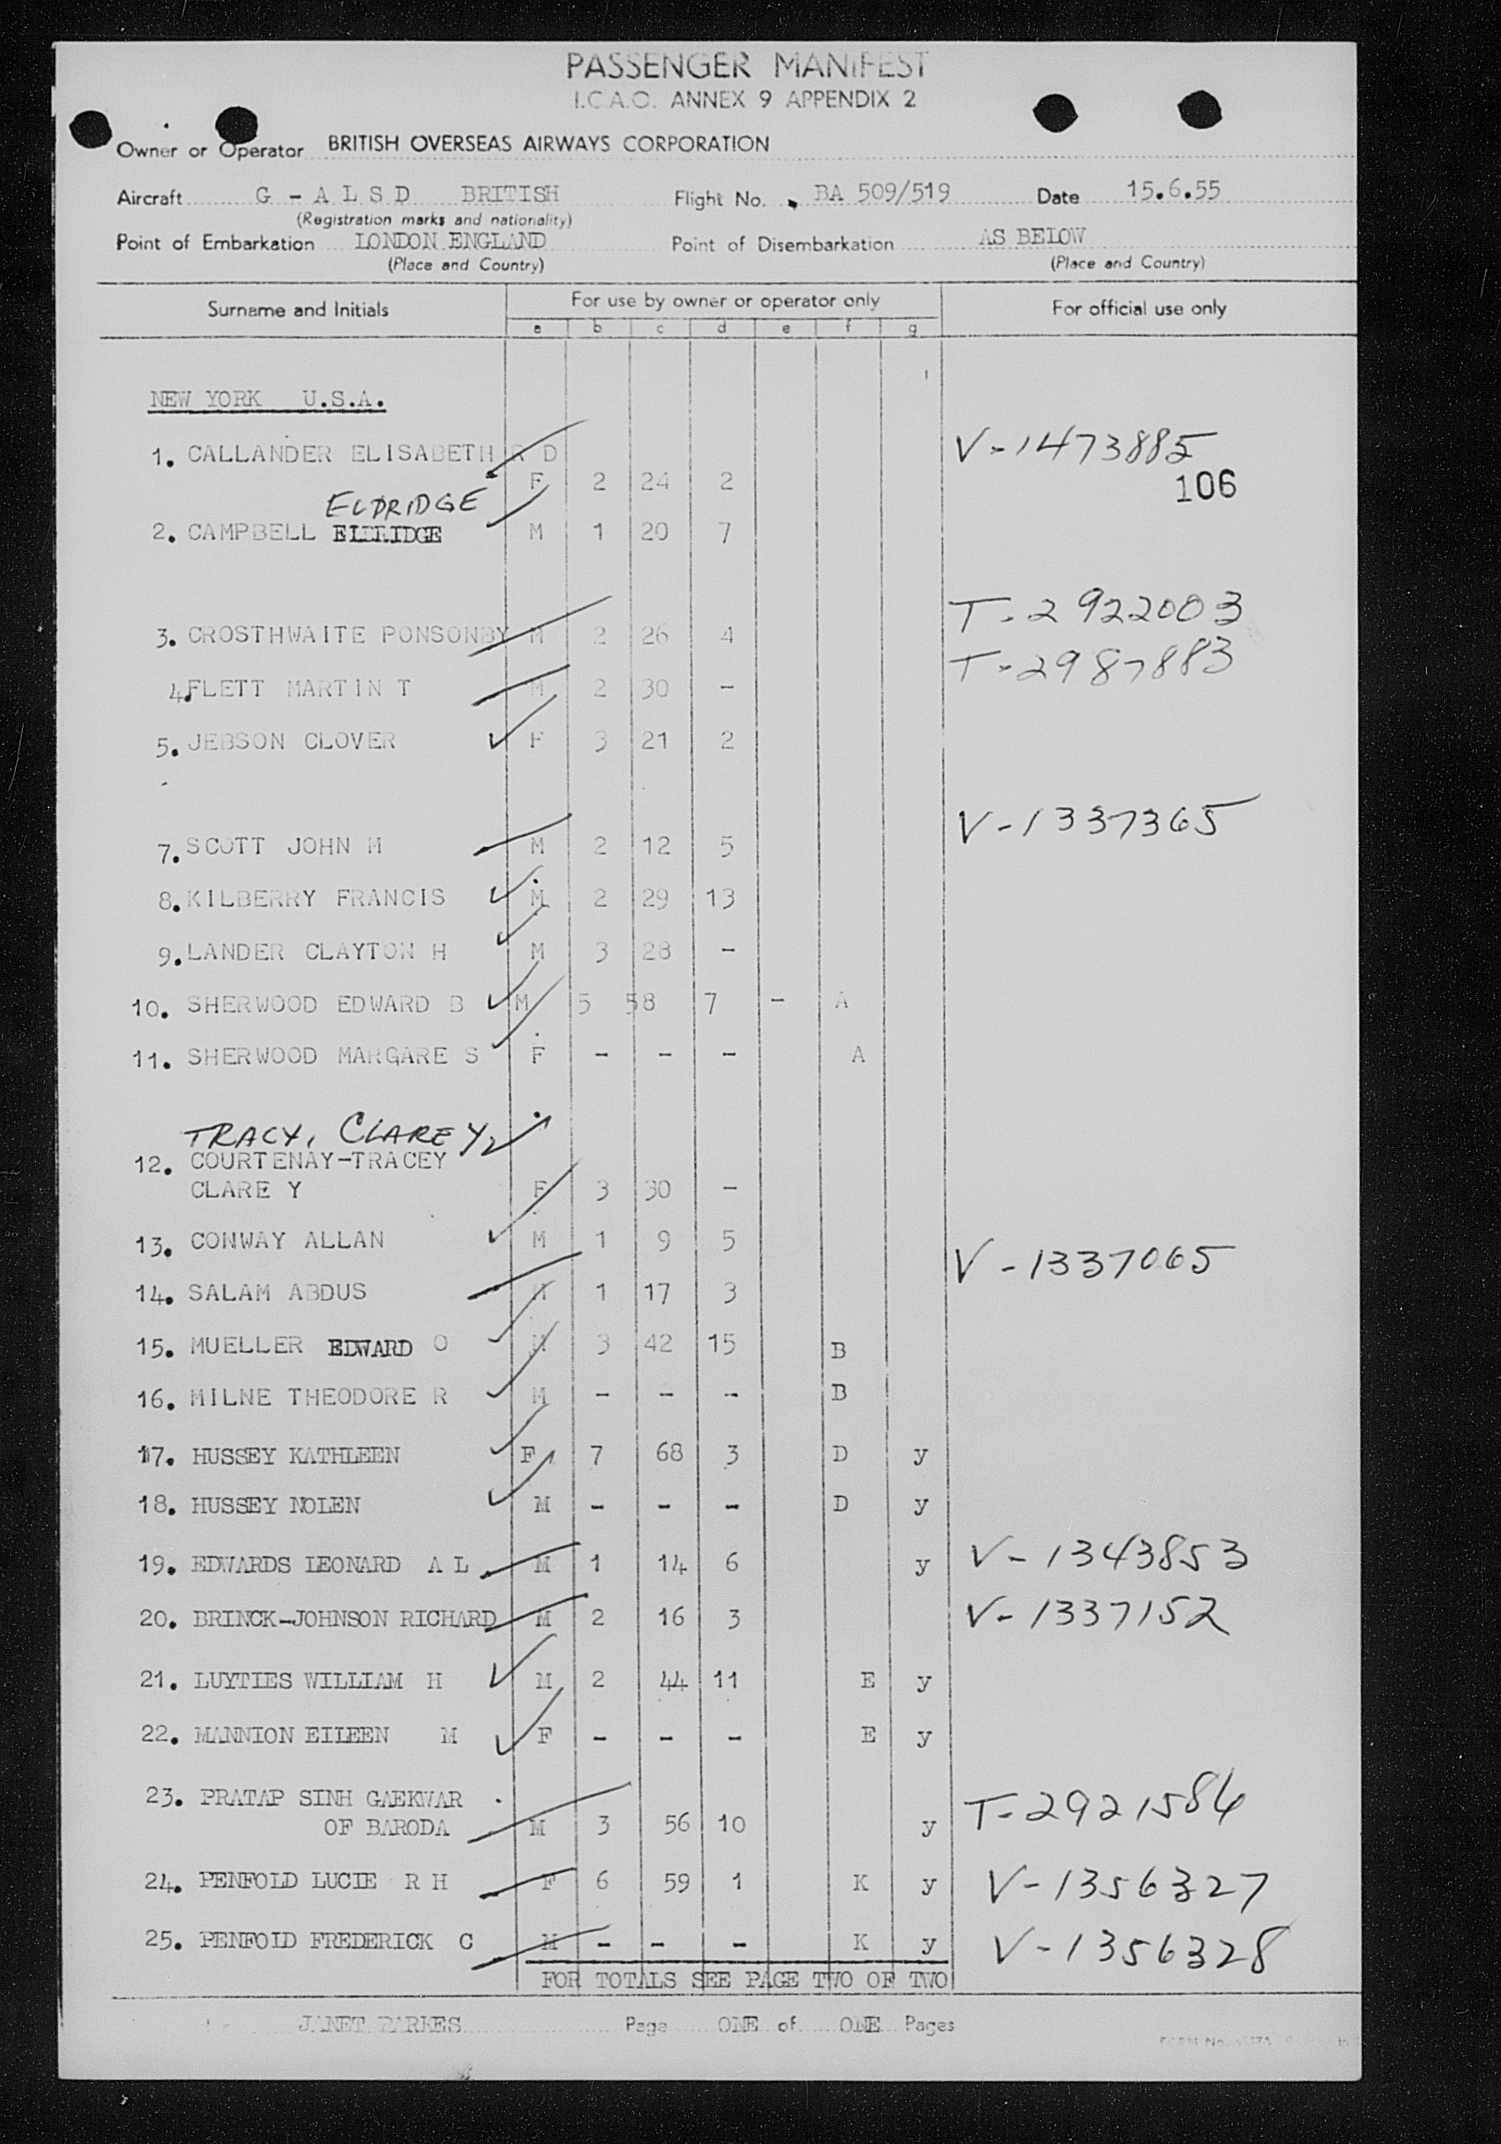 PASSENGER MANIFEST
I.C.A.O. ANNEX 9 APPENDIX 2
Owner or Operator BRITISH OVERSEAS AIRWAYS CORPORATION
Aircraft G - A L S D BRITISH Flight No. BA 509/519 Date 15.6.55
(Registration marks and nationality)
Point of Embarkation LONDON ENGLAND Point of Disembarkation AS BELOW
(Place and Country) (Place and Country)
Surname and Initials For use by owner or operator only For official use only
a b c d e f g
NEW YORK U.S.A.
1. CALLANDER ELISABETH R D V-1473885
F 2 24 2 106
ELDRIDGE
2. CAMPBELL ELDRIDGE M 1 20 7
T-2922003
3. CROSTHWAITE PONSONBY M 2 26 4
T-2987883
4. FLETT MARTIN T M 2 30 -
5. JEBSON CLOVER F 3 21 2
V-1337365
7. SCOTT JOHN M M 2 12 5
8. KILBERRY FRANCIS M 2 29 13
9. LANDER CLAYTON H M 3 28 -
10. SHERWOOD EDWARD B M 5 58 7 - A
11. SHERWOOD MARGARE S F - - - A
TRACY, CLARE Y
12. COURTENAY-TRACEY
CLARE Y F 3 30 -
13. CONWAY ALLAN M 1 9 5
V-1337065
14. SALAM ABDUS M 1 17 3
15. MUELLER EDWARD O M 3 42 15 B
16. MILNE THEODORE R M - - - B
17. HUSSEY KATHLEEN F 7 68 3 D y
18. HUSSEY NOLEN M - - - D y
19. EDWARDS LEONARD A L M 1 14 6 y V-1343853
20. BRINCK-JOHNSON RICHARD M 2 16 3 V-1337152
21. LUYTIES WILLIAM H M 2 44 11 E y
22. MANNION EILEEN M F - - - E y
23. PRATAP SINH GAEKWAR T-2921584
OF BARODA M 3 56 10 y
24. PENFOLD LUCIE R H F 6 59 1 K y V-1356327
25. PENFOLD FREDERICK C M - - - K y V-1356328
FOR TOTALS SEE PAGE TWO OF TWO
JANET PARKES Page ONE of ONE Pages